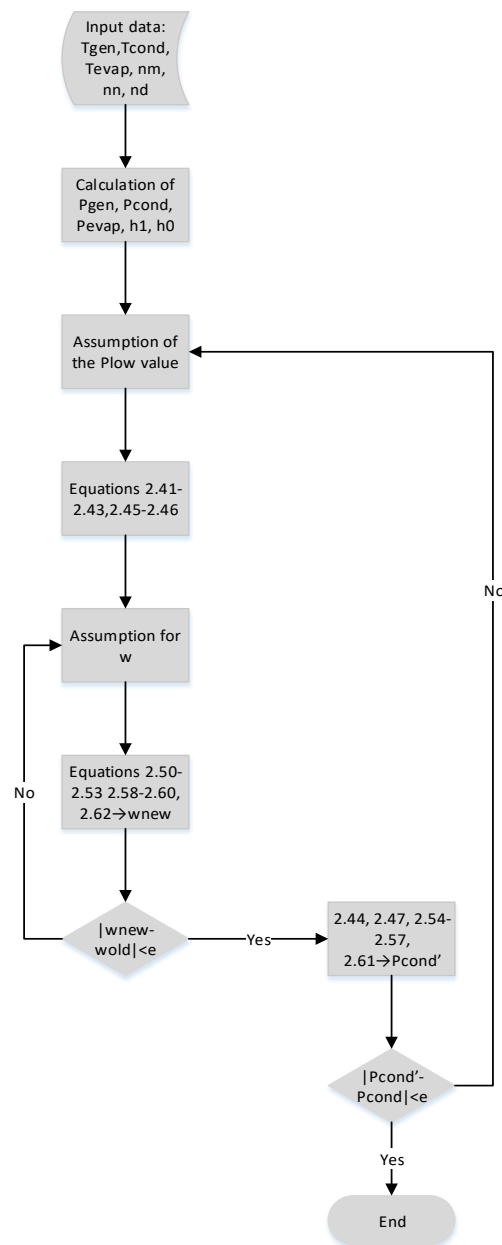 Input data:
Tgen,Tcond,
Tevap, nm,
nn, nd
Calculation of
Pgen, Pcond,
Pevap, h1, h0
Assumption of
the Plow value
Equations 2.41-
2.43,2.45-2.46
No
Assumption for
w
Equations 2.50-
2.53 2.58-2.60,
2.62→wnew
No
|wnew-
wold|<e
Yes
2.44, 2.47, 2.54-
2.57,
2.61→Pcond’
|Pcond’-
Pcond|<e
Yes
End